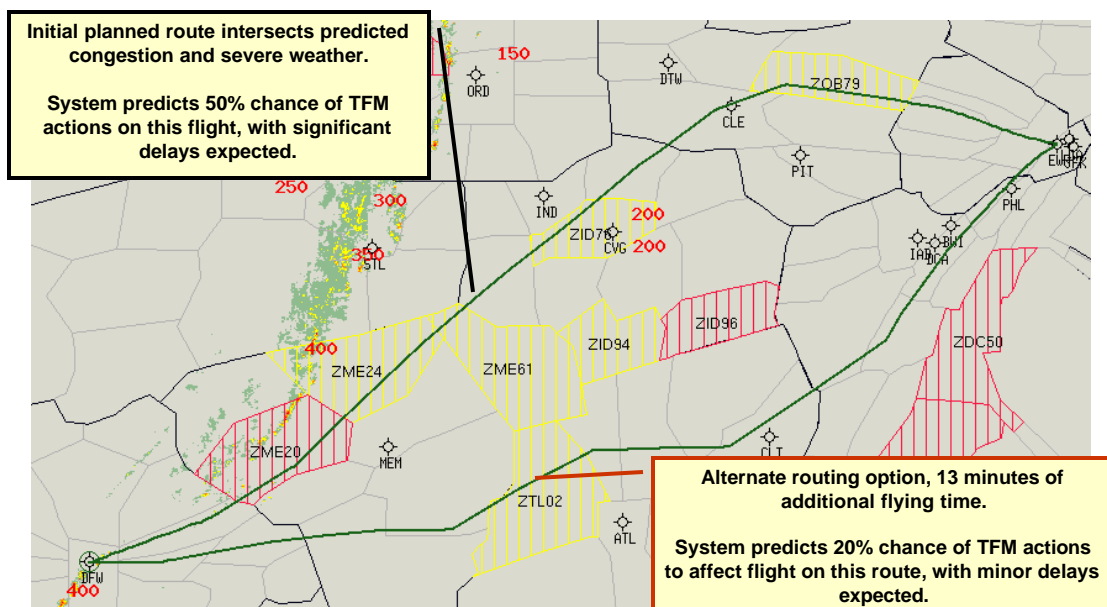 Initial planned route intersects predicted
congestion and severe weather.
System predicts 50% chance of TFM
actions on this flight, with significant
delays expected.
150
ORD
DTW
ZOB79
CLE
PIT
EWR
JFK
PHL
250
300
IND
200
ZID76
CVG
200
350
STL
BWI
IAD
DCA
400
ZME24
ZME61
ZID94
ZID96
ZDC50
ZME20
MEM
CLT
ZTL02
ATL
DFW
400
Alternate routing option, 13 minutes of
additional flying time.
System predicts 20% chance of TFM actions
to affect flight on this route, with minor delays
expected.